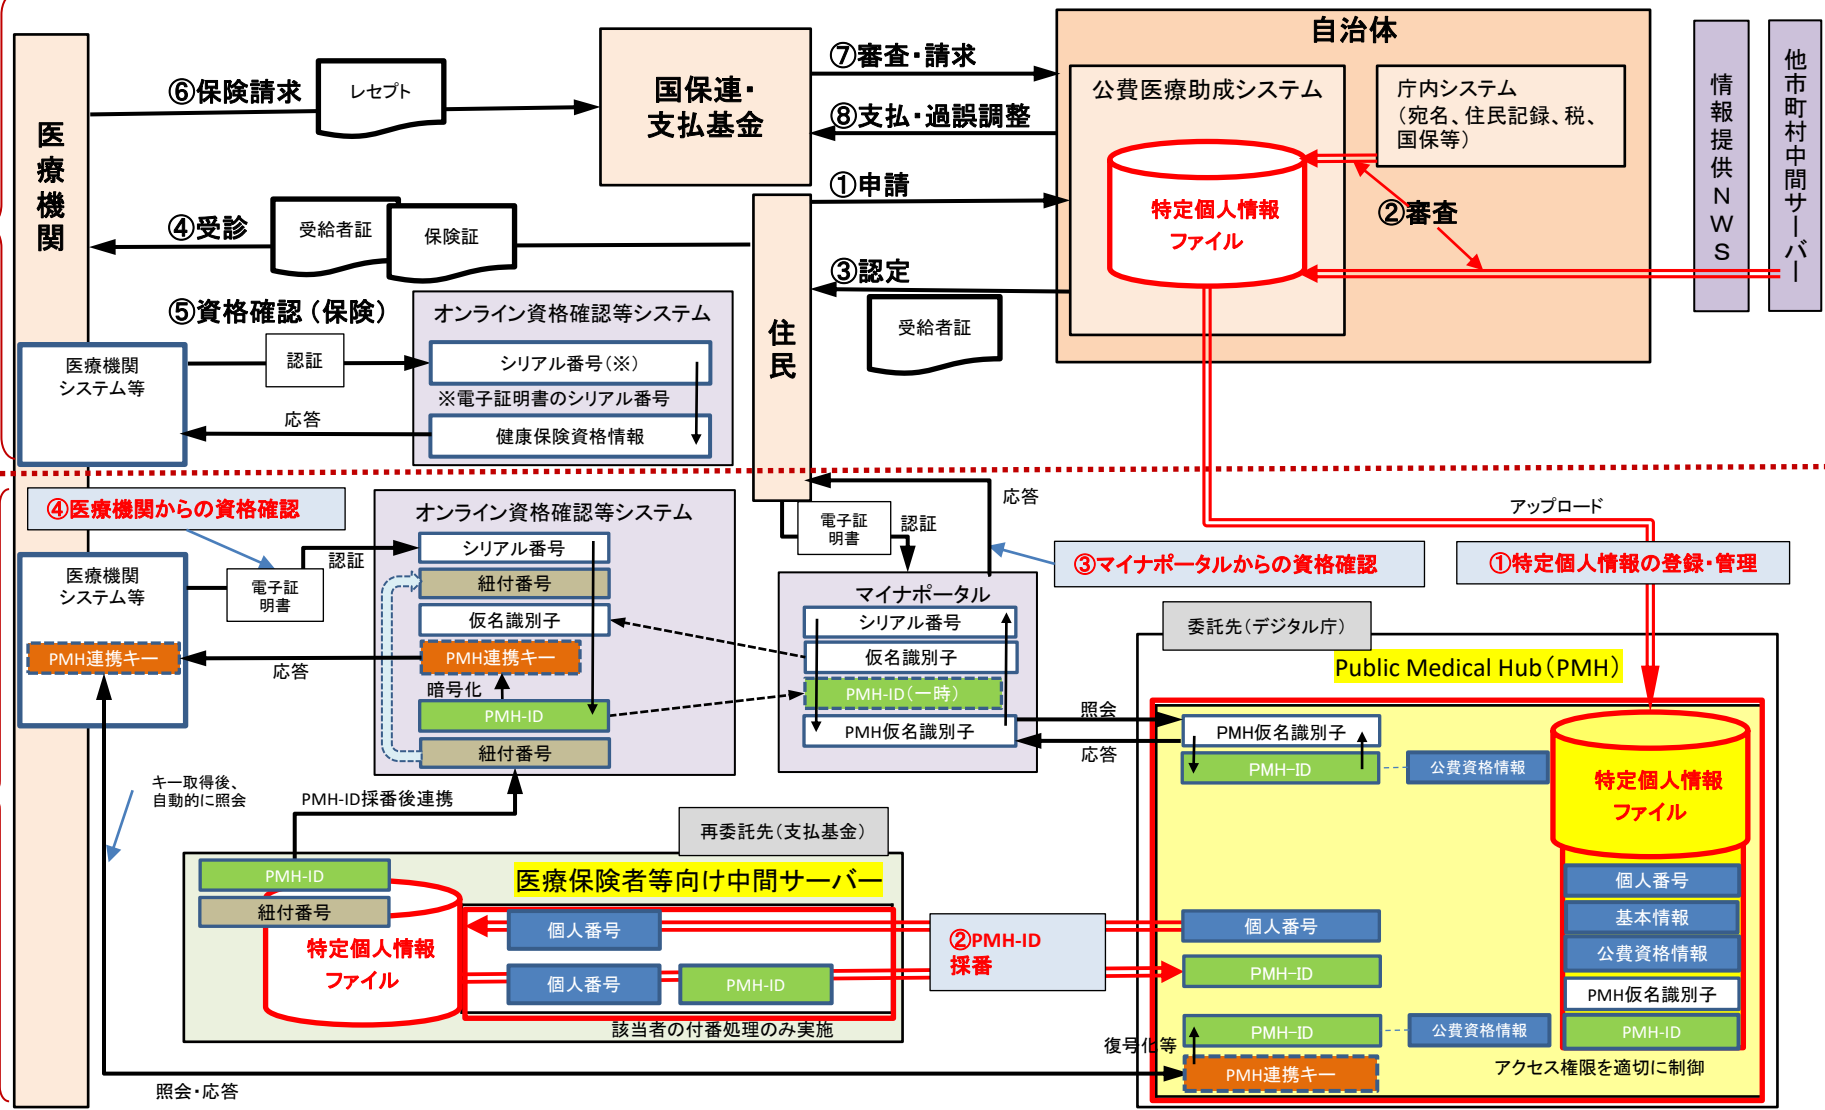 自治体
医療機関
⑥保険請求
レセプト
国保連・
支払基金
⑦審査・請求
⑧支払・過誤調整
公費医療助成システム
特定個人情報
ファイル
庁内システム
(宛名、住民記録、税、
国保等)
②審査
情報提供NWS
他市町村中間サーバー
④受診
受給者証
保険証
①申請
③認定
受給者証
住民
⑤資格確認(保険)
オンライン資格確認等システム
医療機関
システム等
認証
シリアル番号(※)
※電子証明書のシリアル番号
応答
健康保険資格情報
④医療機関からの資格確認
オンライン資格確認等システム
医療機関
システム等
電子証
明書
認証
シリアル番号
紐付番号
仮名識別子
PMH連携キー
応答
PMH連携キー
暗号化
PMH-ID
紐付番号
電子証
明書
認証
応答
③マイナポータルからの資格確認
マイナポータル
シリアル番号
仮名識別子
PMH-ID(一時)
PMH仮名識別子
アップロード
①特定個人情報の登録・管理
委託先(デジタル庁)
Public Medical Hub(PMH)
照会
応答
PMH仮名識別子
PMH-ID
公費資格情報
特定個人情報
ファイル
個人番号
基本情報
公費資格情報
PMH仮名識別子
PMH-ID
アクセス権限を適切に制御
キー取得後、
自動的に照会
PMH-ID採番後連携
再委託先(支払基金)
医療保険者等向け中間サーバー
PMH-ID
紐付番号
特定個人情報
ファイル
個人番号
個人番号
PMH-ID
該当者の付番処理のみ実施
②PMH-ID
採番
個人番号
PMH-ID
PMH-ID
公費資格情報
復号化等
PMH連携キー
照会・応答